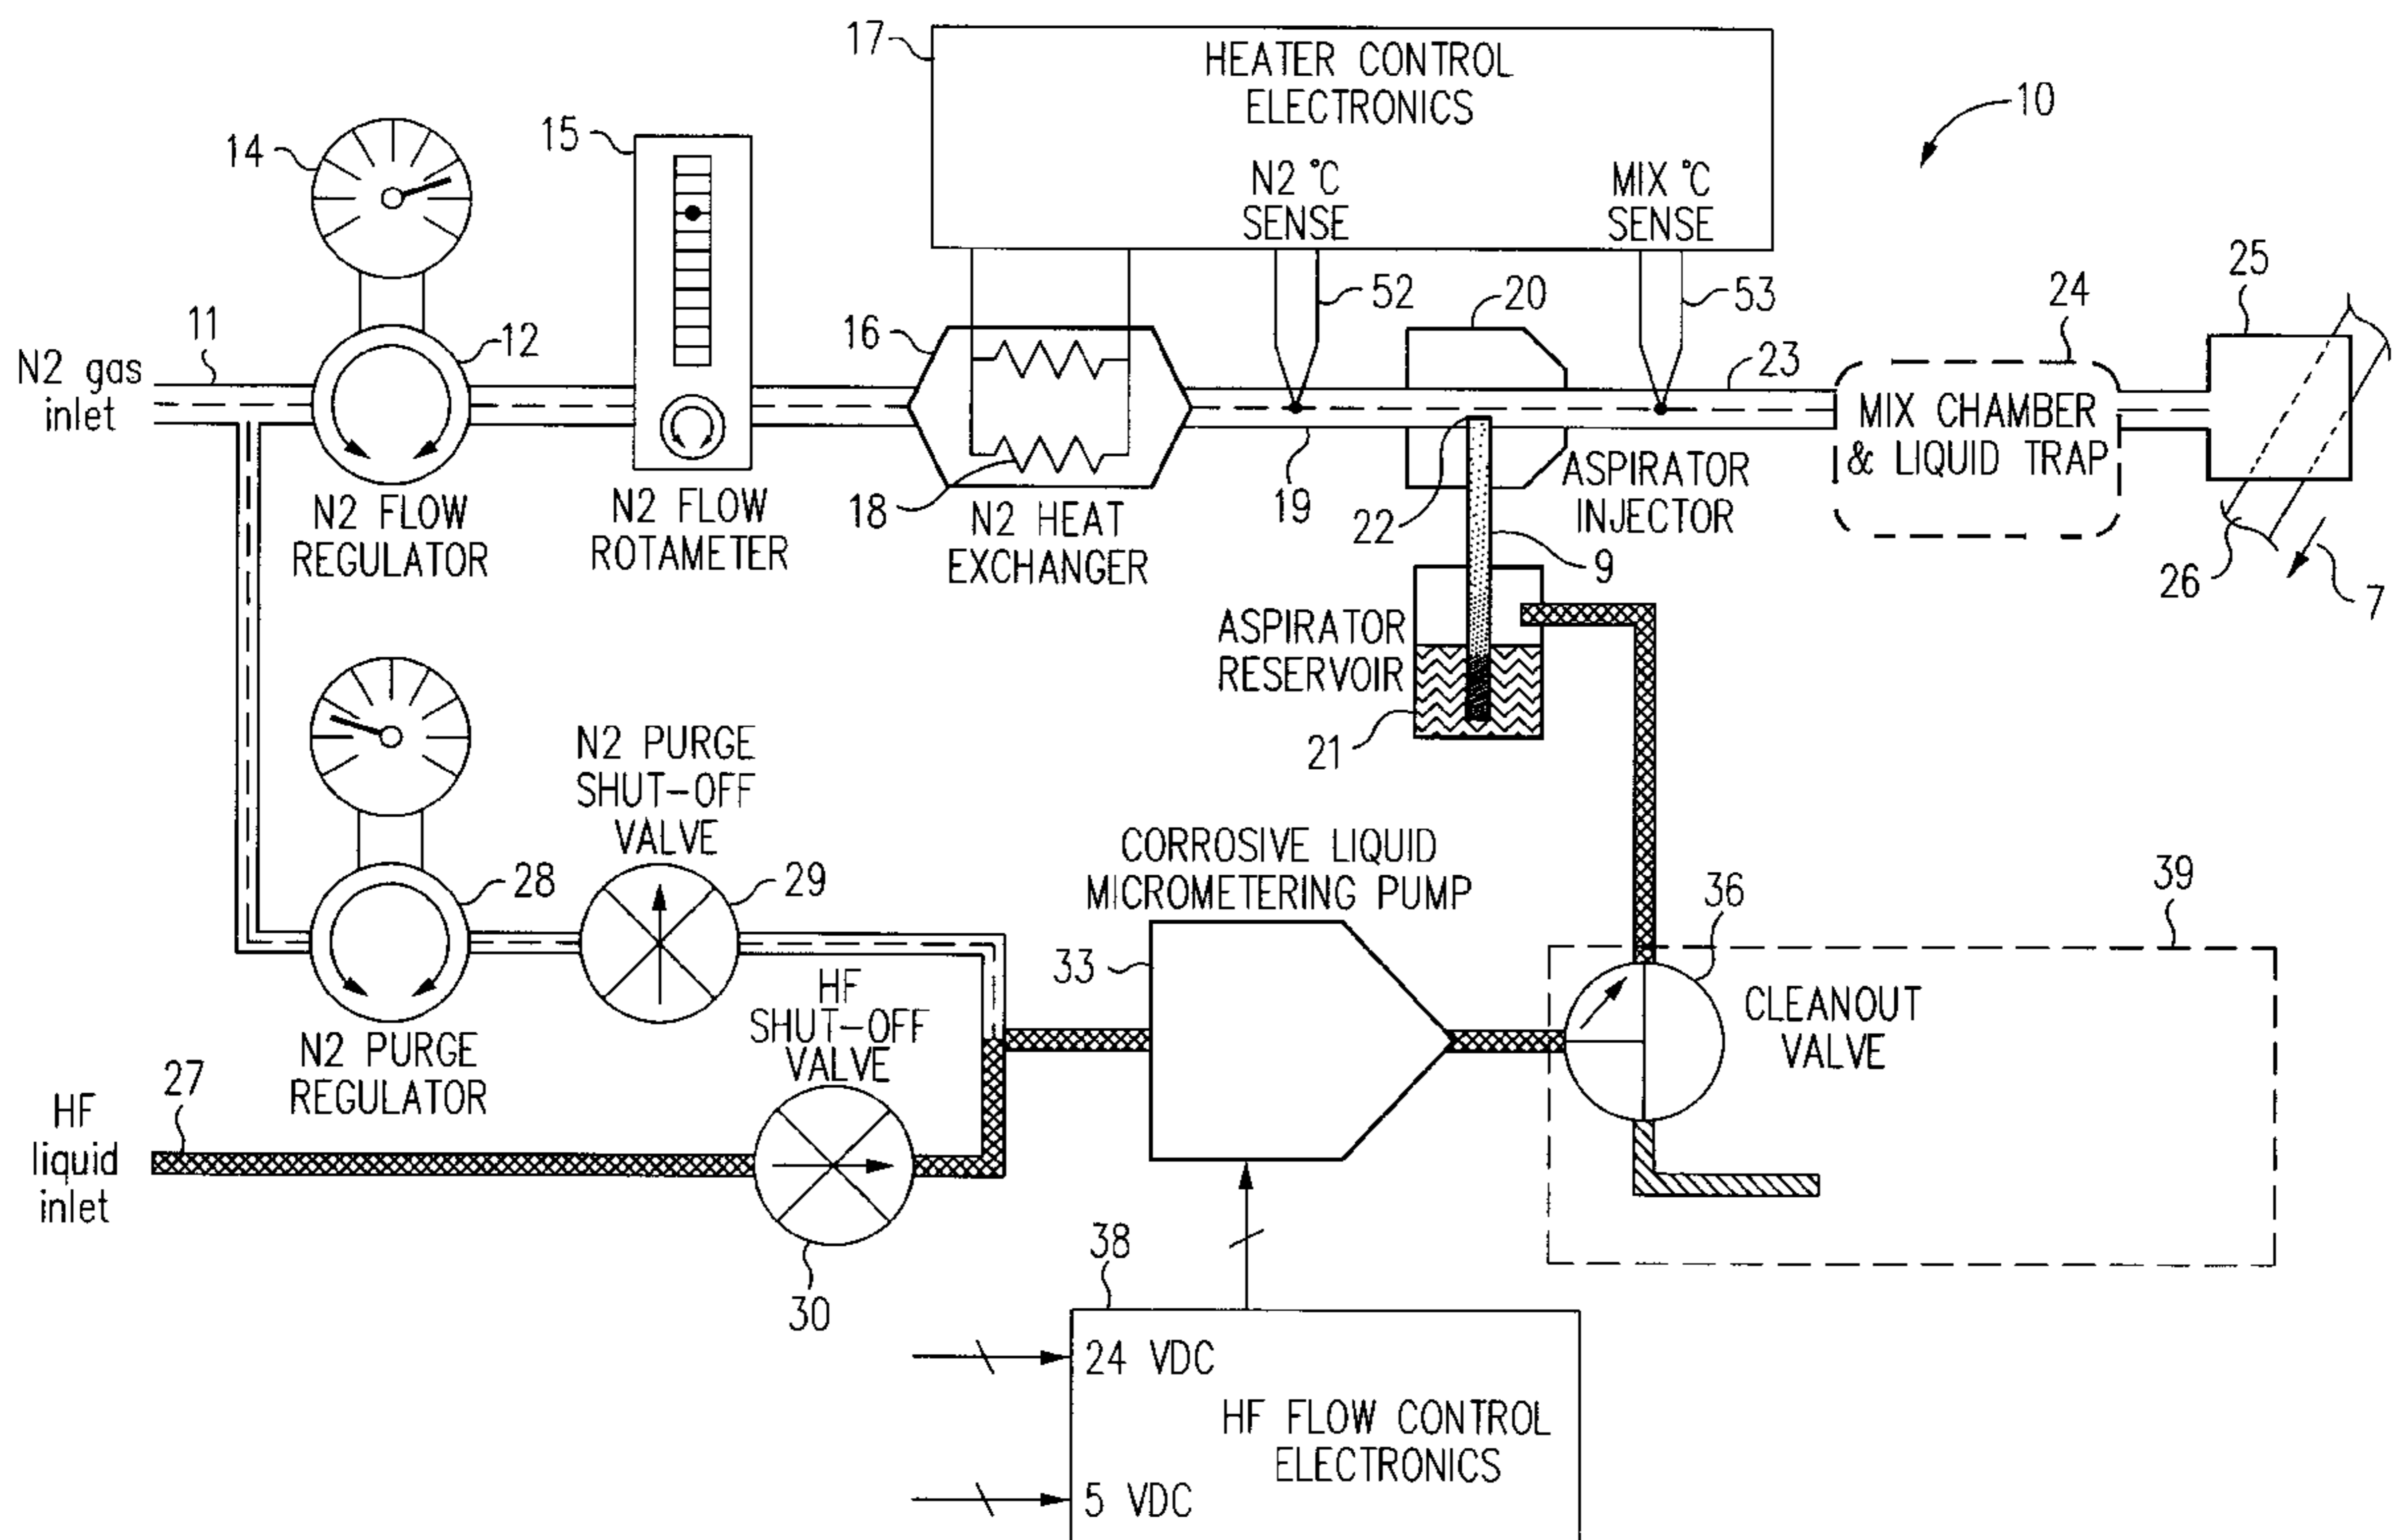 17
HEATER CONTROL
ELECTRONICS
N2 °C
SENSE
MIX °C
SENSE
10
14
15
52
20
53
24
25
11
12
16
23
N2 gas
inlet
MIX CHAMBER
& LIQUID TRAP
18
19
22
ASPIRATOR
INJECTOR
N2 FLOW
REGULATOR
N2 FLOW
ROTAMETER
N2 HEAT
EXCHANGER
9
26
7
ASPIRATOR
RESERVOIR
21
N2 PURGE
SHUT-OFF
VALVE
28
29
CORROSIVE LIQUID
MICROMETERING PUMP
36
39
33
HF
SHUT-OFF
VALVE
CLEANOUT
VALVE
N2 PURGE
REGULATOR
27
HF
liquid
inlet
30
38
24 VDC
HF FLOW CONTROL
ELECTRONICS
5 VDC